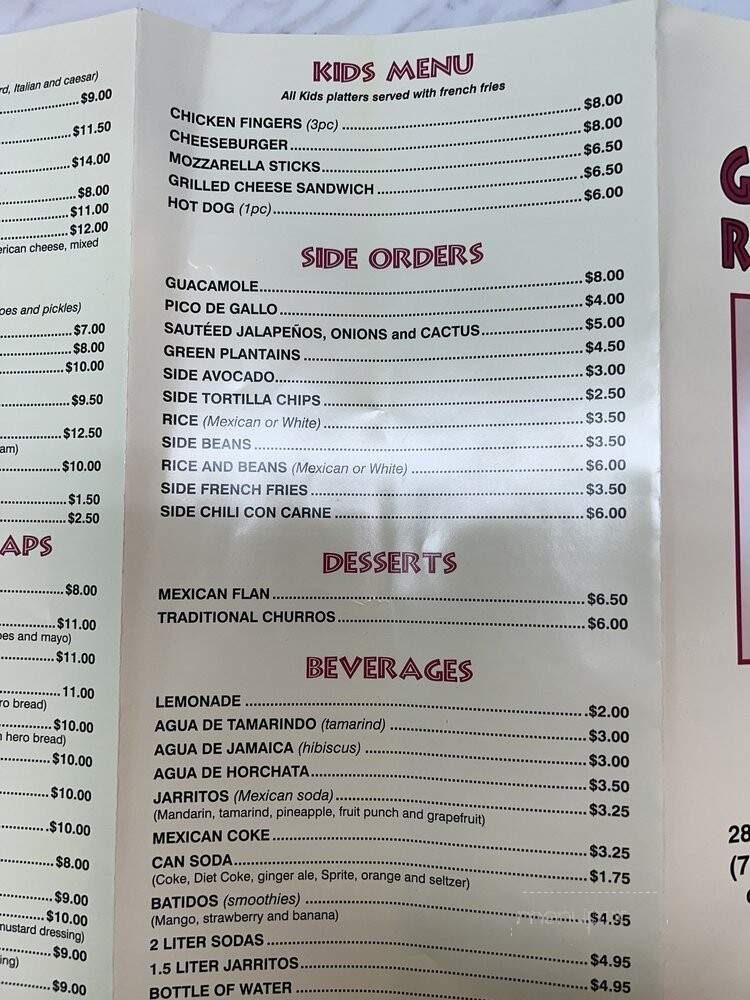 rd, Italian and caesar)
$9.00
$11.50
$14.00
$8.00
$11.00
$12.00
erican cheese, mixed
oes and pickles)
$7.00
$8.00
$10.00
$9.50
$12.50
am)
$10.00
$1.50
$2.50
APS
$8.00
$11.00
oes and mayo)
$11.00
11.00
ro bread)
$10.00
n hero bread)
$10.00
$10.00
$10.00
$8.00
$9.00
$10.00
mustard dressing)
$9.00
ing)
$9.00
KIDS MENU
All Kids platters served with french fries
CHICKEN FINGERS (3pc) $8.00
CHEESEBURGER $8.00
MOZZARELLA STICKS $6.50
GRILLED CHEESE SANDWICH $6.50
HOT DOG (1pc) $6.00
SIDE ORDERS
GUACAMOLE $8.00
PICO DE GALLO $4.00
SAUTÉED JALAPEÑOS, ONIONS and CACTUS $5.00
GREEN PLANTAINS $4.50
SIDE AVOCADO $3.00
SIDE TORTILLA CHIPS $2.50
RICE (Mexican or White) $3.50
SIDE BEANS $3.50
RICE AND BEANS (Mexican or White) $6.00
SIDE FRENCH FRIES $3.50
SIDE CHILI CON CARNE $6.00
DESSERTS
MEXICAN FLAN $6.50
TRADITIONAL CHURROS $6.00
BEVERAGES
LEMONADE $2.00
AGUA DE TAMARINDO (tamarind) $3.00
AGUA DE JAMAICA (hibiscus) $3.00
AGUA DE HORCHATA $3.50
JARRITOS (Mexican soda) $3.25
(Mandarin, tamarind, pineapple, fruit punch and grapefruit)
MEXICAN COKE $3.25
CAN SODA $1.75
(Coke, Diet Coke, ginger ale, Sprite, orange and seltzer)
BATIDOS (smoothies) $4.95
(Mango, strawberry and banana)
2 LITER SODAS $4.95
1.5 LITER JARRITOS $4.95
BOTTLE OF WATER
G
R
28
(7